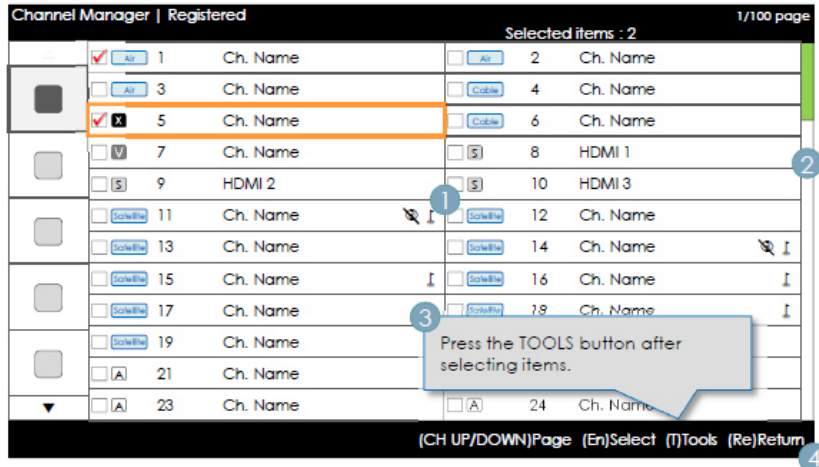 Channel Manager | Registered
1/100 page
Selected items : 2
Air 1 Ch. Name
Air 2 Ch. Name
Air 3 Ch. Name
Cable 4 Ch. Name
X 5 Ch. Name
Cable 6 Ch. Name
V 7 Ch. Name
S 8 HDMI 1
2
S 9 HDMI 2
S 10 HDMI 3
1
Satellite 11 Ch. Name
Satellite 12 Ch. Name
Satellite 13 Ch. Name
Satellite 14 Ch. Name
Satellite 15 Ch. Name
Satellite 16 Ch. Name
Satellite 17 Ch. Name
Satellite 18 Ch. Name
3
Press the TOOLS button after
selecting items.
Satellite 19 Ch. Name
A 21 Ch. Name
A 23 Ch. Name
A 24 Ch. Name
(CH UP/DOWN)Page (En)Select (T)Tools (Re)Return
4